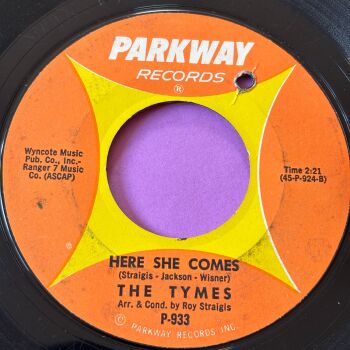 PARKWAY
RECORDS
®
Wyncote Music
Pub. Co., Inc.-
Ranger 7 Music
Co. (ASCAP)
Time 2:21
(45-P-924-B)
HERE SHE COMES
(Straigis - Jackson - Wisner)
THE TYMES
Arr. & Cond. by Roy Straigis
P-933
© PARKWAY RECORDS INC.